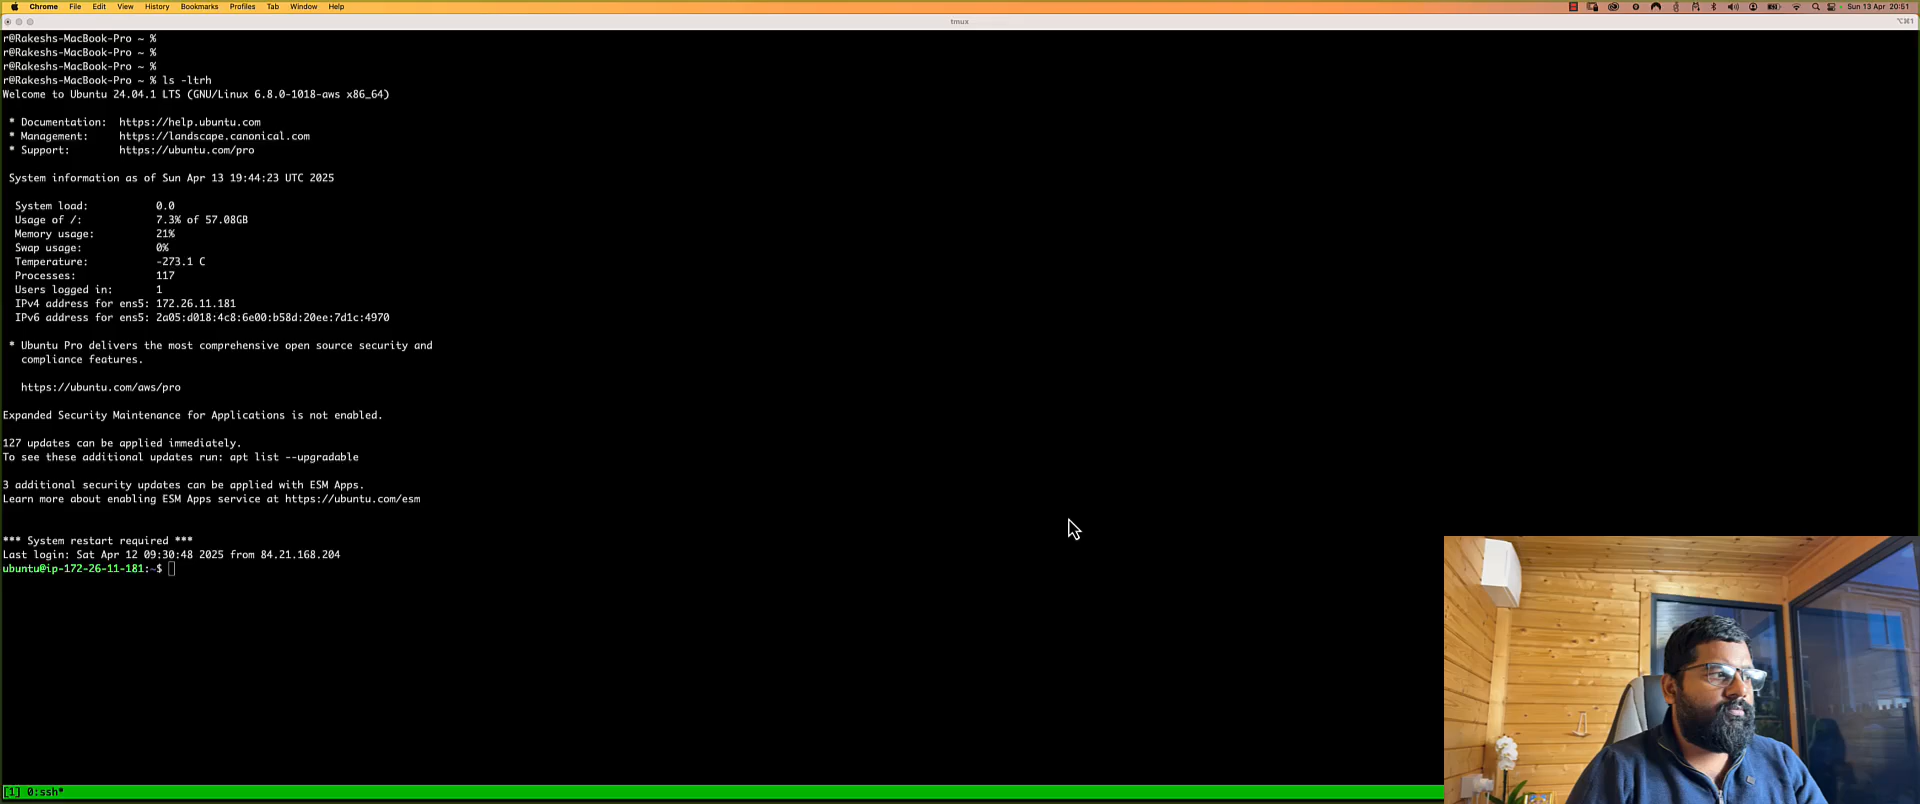 Chrome File Edit View History Bookmarks Profiles Tab Window Help Sun 13 Apr 20:51
tmux ⌥⌘1
r@Rakeshs-MacBook-Pro ~ %
r@Rakeshs-MacBook-Pro ~ %
r@Rakeshs-MacBook-Pro ~ %
r@Rakeshs-MacBook-Pro ~ % ls -ltrh
Welcome to Ubuntu 24.04.1 LTS (GNU/Linux 6.8.0-1018-aws x86_64)
* Documentation: https://help.ubuntu.com
* Management: https://landscape.canonical.com
* Support: https://ubuntu.com/pro
System information as of Sun Apr 13 19:44:23 UTC 2025
System load: 0.0
Usage of /: 7.3% of 57.08GB
Memory usage: 21%
Swap usage: 0%
Temperature: -273.1 C
Processes: 117
Users logged in: 1
IPv4 address for ens5: 172.26.11.181
IPv6 address for ens5: 2a05:d018:4c8:6e00:b58d:20ee:7d1c:4970
* Ubuntu Pro delivers the most comprehensive open source security and
compliance features.
https://ubuntu.com/aws/pro
Expanded Security Maintenance for Applications is not enabled.
127 updates can be applied immediately.
To see these additional updates run: apt list --upgradable
3 additional security updates can be applied with ESM Apps.
Learn more about enabling ESM Apps service at https://ubuntu.com/esm
*** System restart required ***
Last login: Sat Apr 12 09:30:48 2025 from 84.21.168.204
ubuntu@ip-172-26-11-181:~$
[1] 0:ssh*